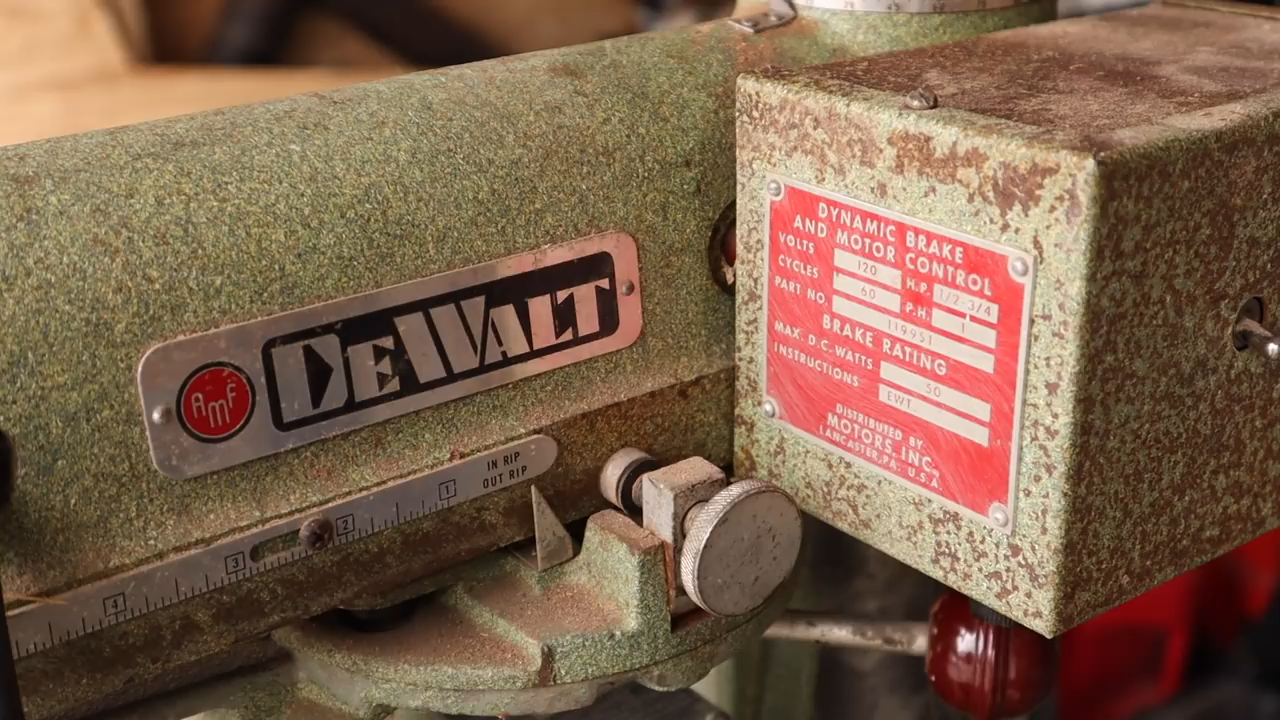 DEWALT
AMF
IN RIP
OUT RIP
1
2
3
4
DYNAMIC BRAKE
AND MOTOR CONTROL
VOLTS 120 H.P. 1/2-3/4
CYCLES 60 P.H. 1
PART NO. 119951
BRAKE RATING
MAX. D.C. WATTS 50
INSTRUCTIONS EWT.
DISTRIBUTED BY
MOTORS, INC.
LANCASTER, PA. U.S.A.